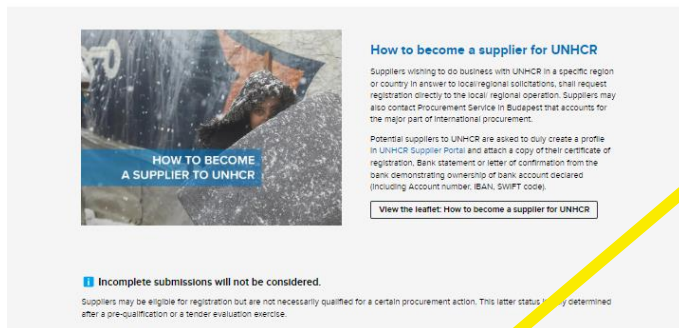 HOW TO BECOME
A SUPPLIER TO UNHCR
How to become a supplier for UNHCR
Suppliers wishing to do business with UNHCR in a specific region
or country in answer to local/regional solicitations, shall request
registration directly to the local/ regional operation. Suppliers may
also contact Procurement Service in Budapest that accounts for
the major part of international procurement.
Potential suppliers to UNHCR are asked to duly create a profile
in UNHCR Supplier Portal and attach a copy of their certificate of
registration, Bank statement or letter of confirmation from the
bank demonstrating ownership of bank account declared
(including Account number, IBAN, SWIFT code).
View the leaflet: How to become a supplier for UNHCR
i Incomplete submissions will not be considered.
Suppliers may be eligible for registration but are not necessarily qualified for a certain procurement action. This latter status determined
after a pre-qualification or a tender evaluation exercise.